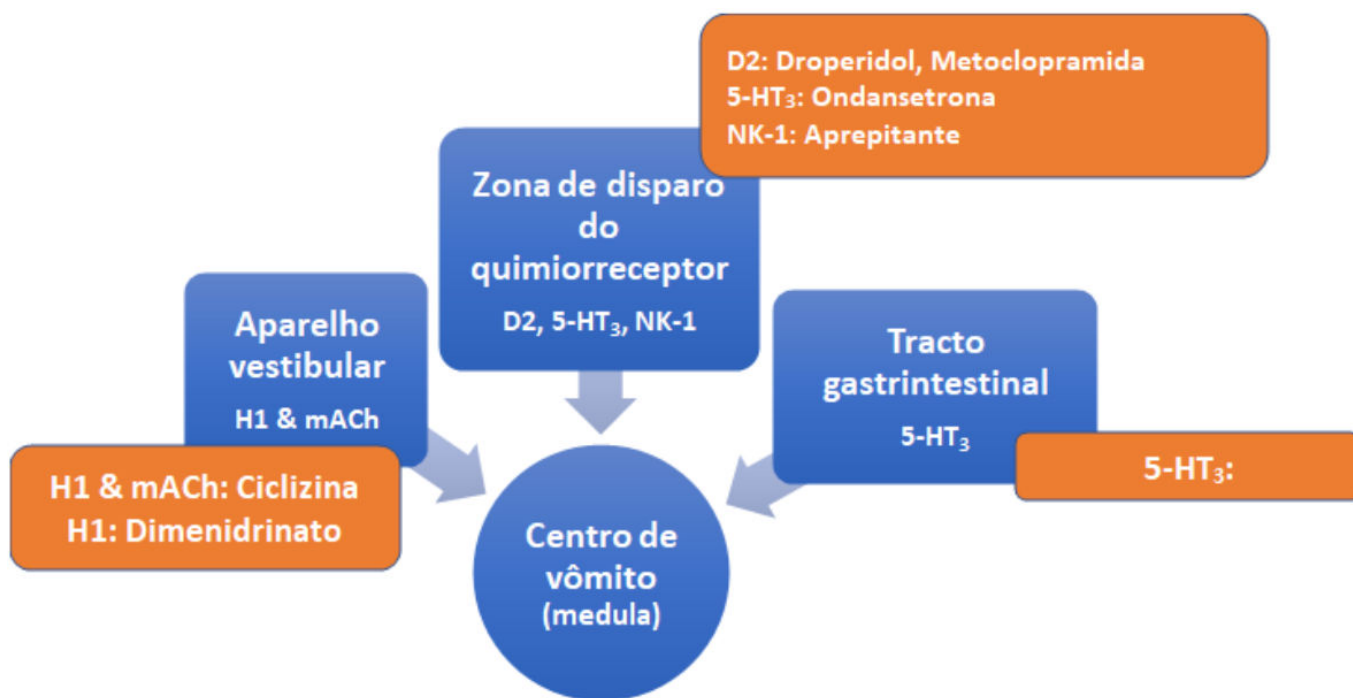 D2: Droperidol, Metoclopramida
5-HT₃: Ondansetrona
NK-1: Aprepitante
Zona de disparo
do
quimiorreceptor
D2, 5-HT₃, NK-1
Aparelho
vestibular
H1 & mACh
H1 & mACh: Ciclizina
H1: Dimenidrinato
Tracto
gastrintestinal
5-HT₃
5-HT₃:
Centro de
vômito
(medula)